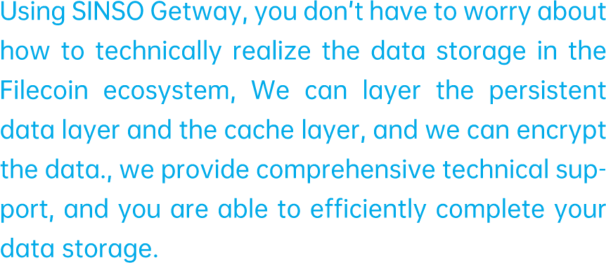 Using SINSO Getway, you don't have to worry about
how to technically realize the data storage in the
Filecoin ecosystem, We can layer the persistent
data layer and the cache layer, and we can encrypt
the data., we provide comprehensive technical sup-
port, and you are able to efficiently complete your
data storage.